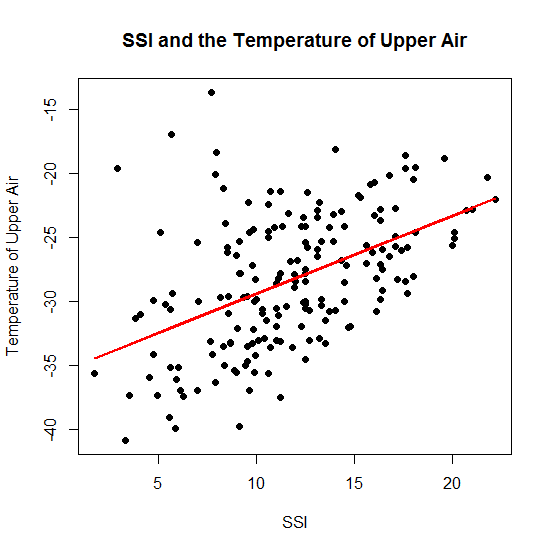 SSI and the Temperature of Upper Air
Temperature of Upper Air
-15
-20
-25
-30
-35
-40
5 10 15 20
SSI